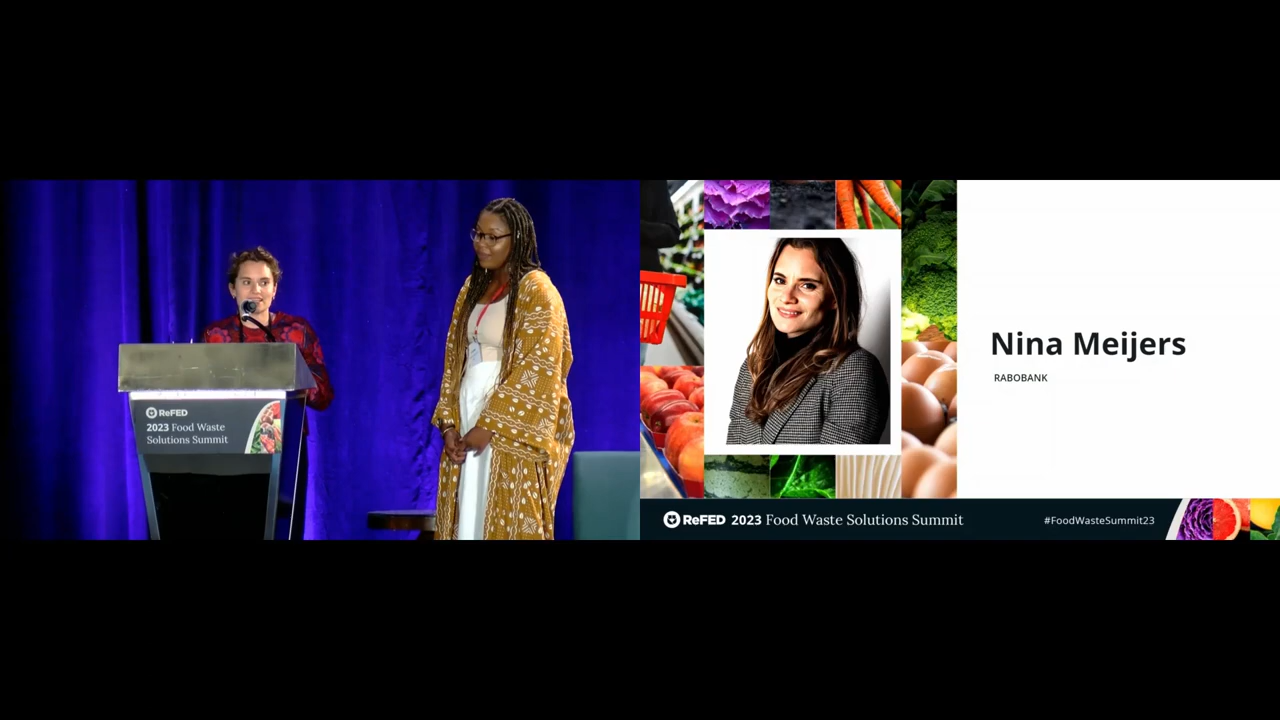 ReFED
2023 Food Waste
Solutions Summit
Nina Meijers
RABOBANK
ReFED 2023 Food Waste Solutions Summit
#FoodWasteSummit23